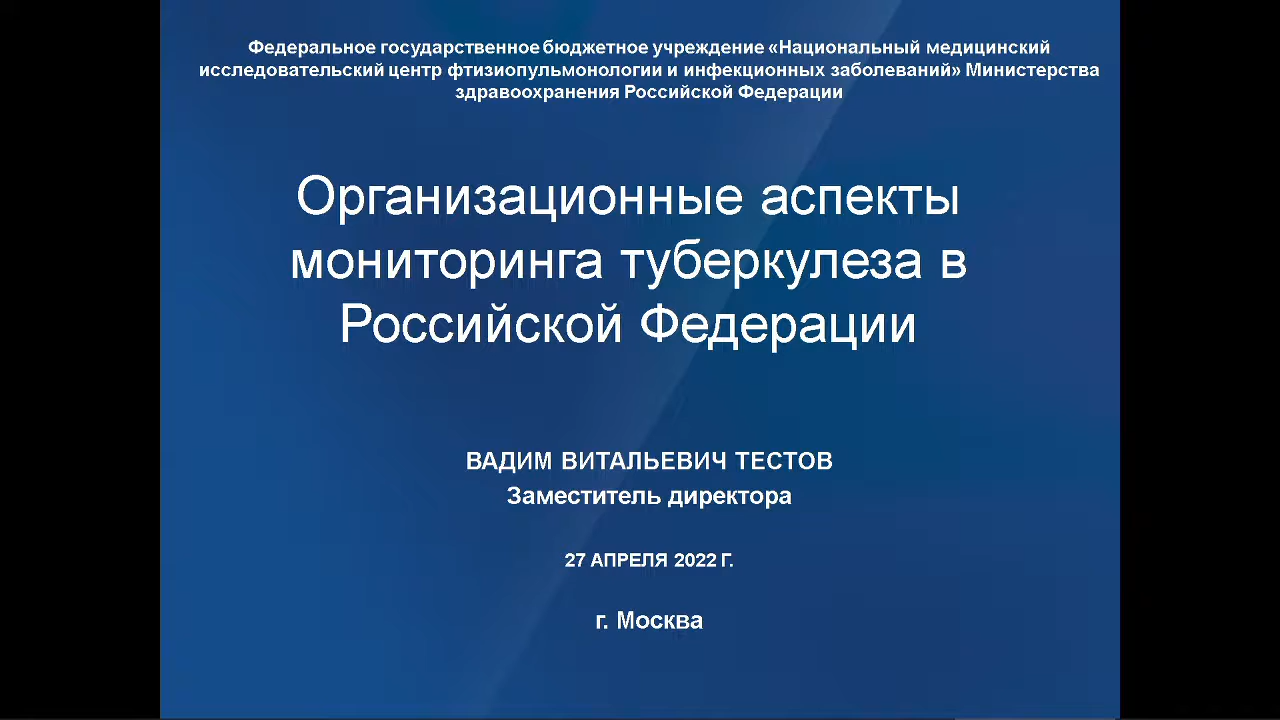 Федеральное государственное бюджетное учреждение «Национальный медицинский
исследовательский центр фтизиопульмонологии и инфекционных заболеваний» Министерства
здравоохранения Российской Федерации
Организационные аспекты
мониторинга туберкулеза в
Российской Федерации
ВАДИМ ВИТАЛЬЕВИЧ ТЕСТОВ
Заместитель директора
27 АПРЕЛЯ 2022 Г.
г. Москва